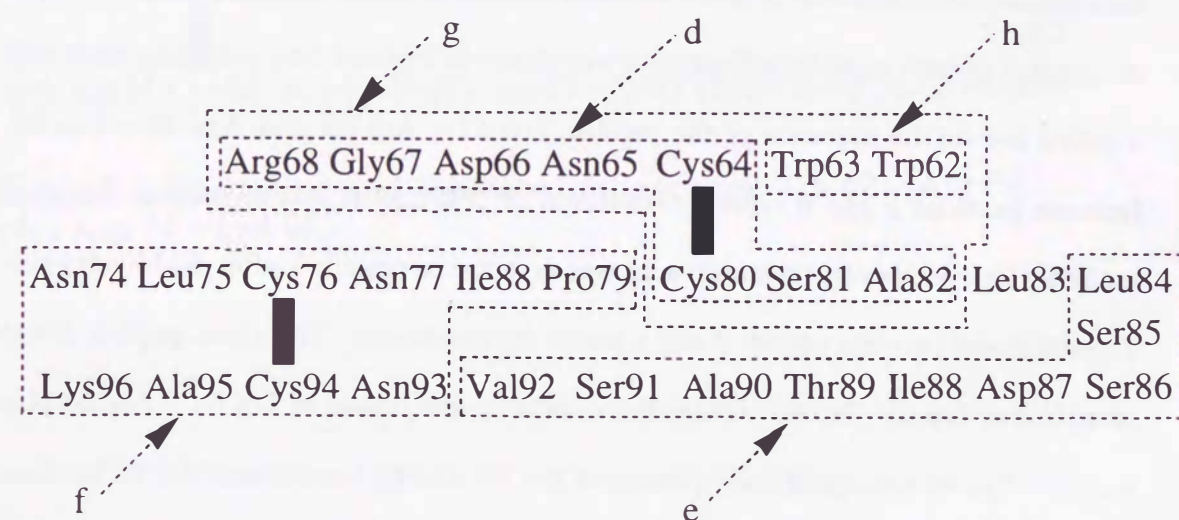 g d h
Arg68 Gly67 Asp66 Asn65 Cys64 Trp63 Trp62
Asn74 Leu75 Cys76 Asn77 Ile88 Pro79 Cys80 Ser81 Ala82 Leu83 Leu84
Ser85
Lys96 Ala95 Cys94 Asn93 Val92 Ser91 Ala90 Thr89 Ile88 Asp87 Ser86
f e